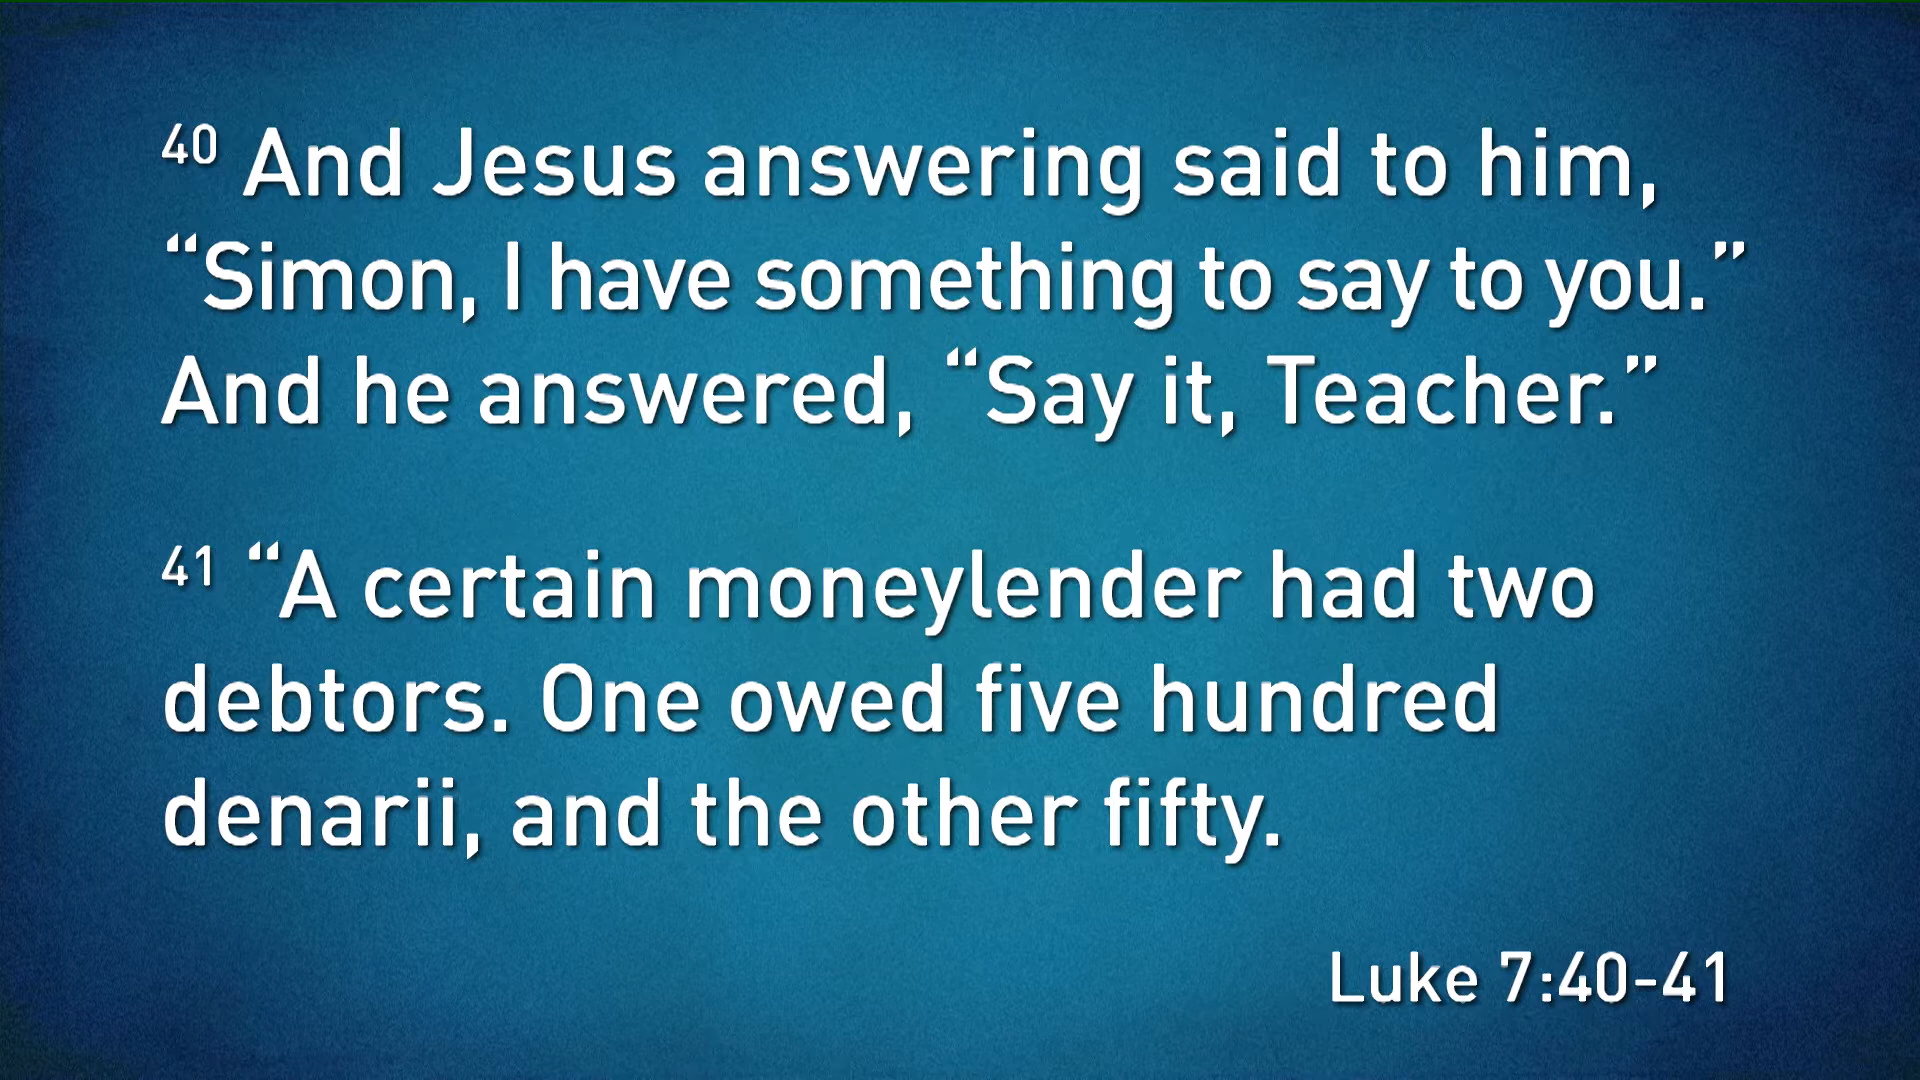 40 And Jesus answering said to him,
“Simon, I have something to say to you.”
And he answered, “Say it, Teacher.”
41 “A certain moneylender had two
debtors. One owed five hundred
denarii, and the other fifty.
Luke 7:40-41